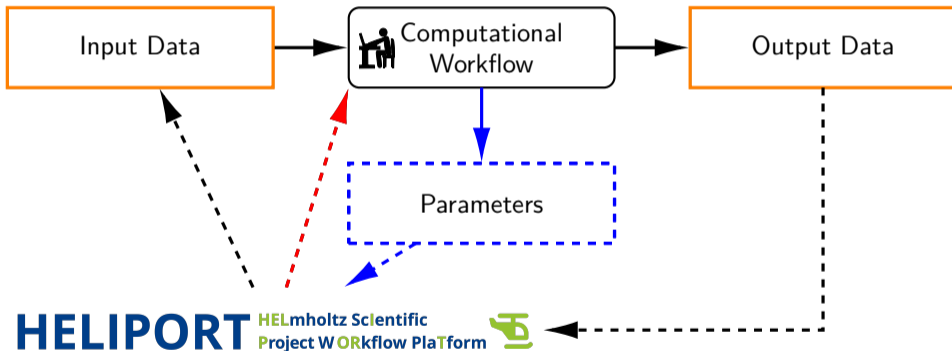 Input Data
Computational
Workflow
Output Data
Parameters
HELIPORT
HELmholtz ScIentific
Project WORkflow PlaTform